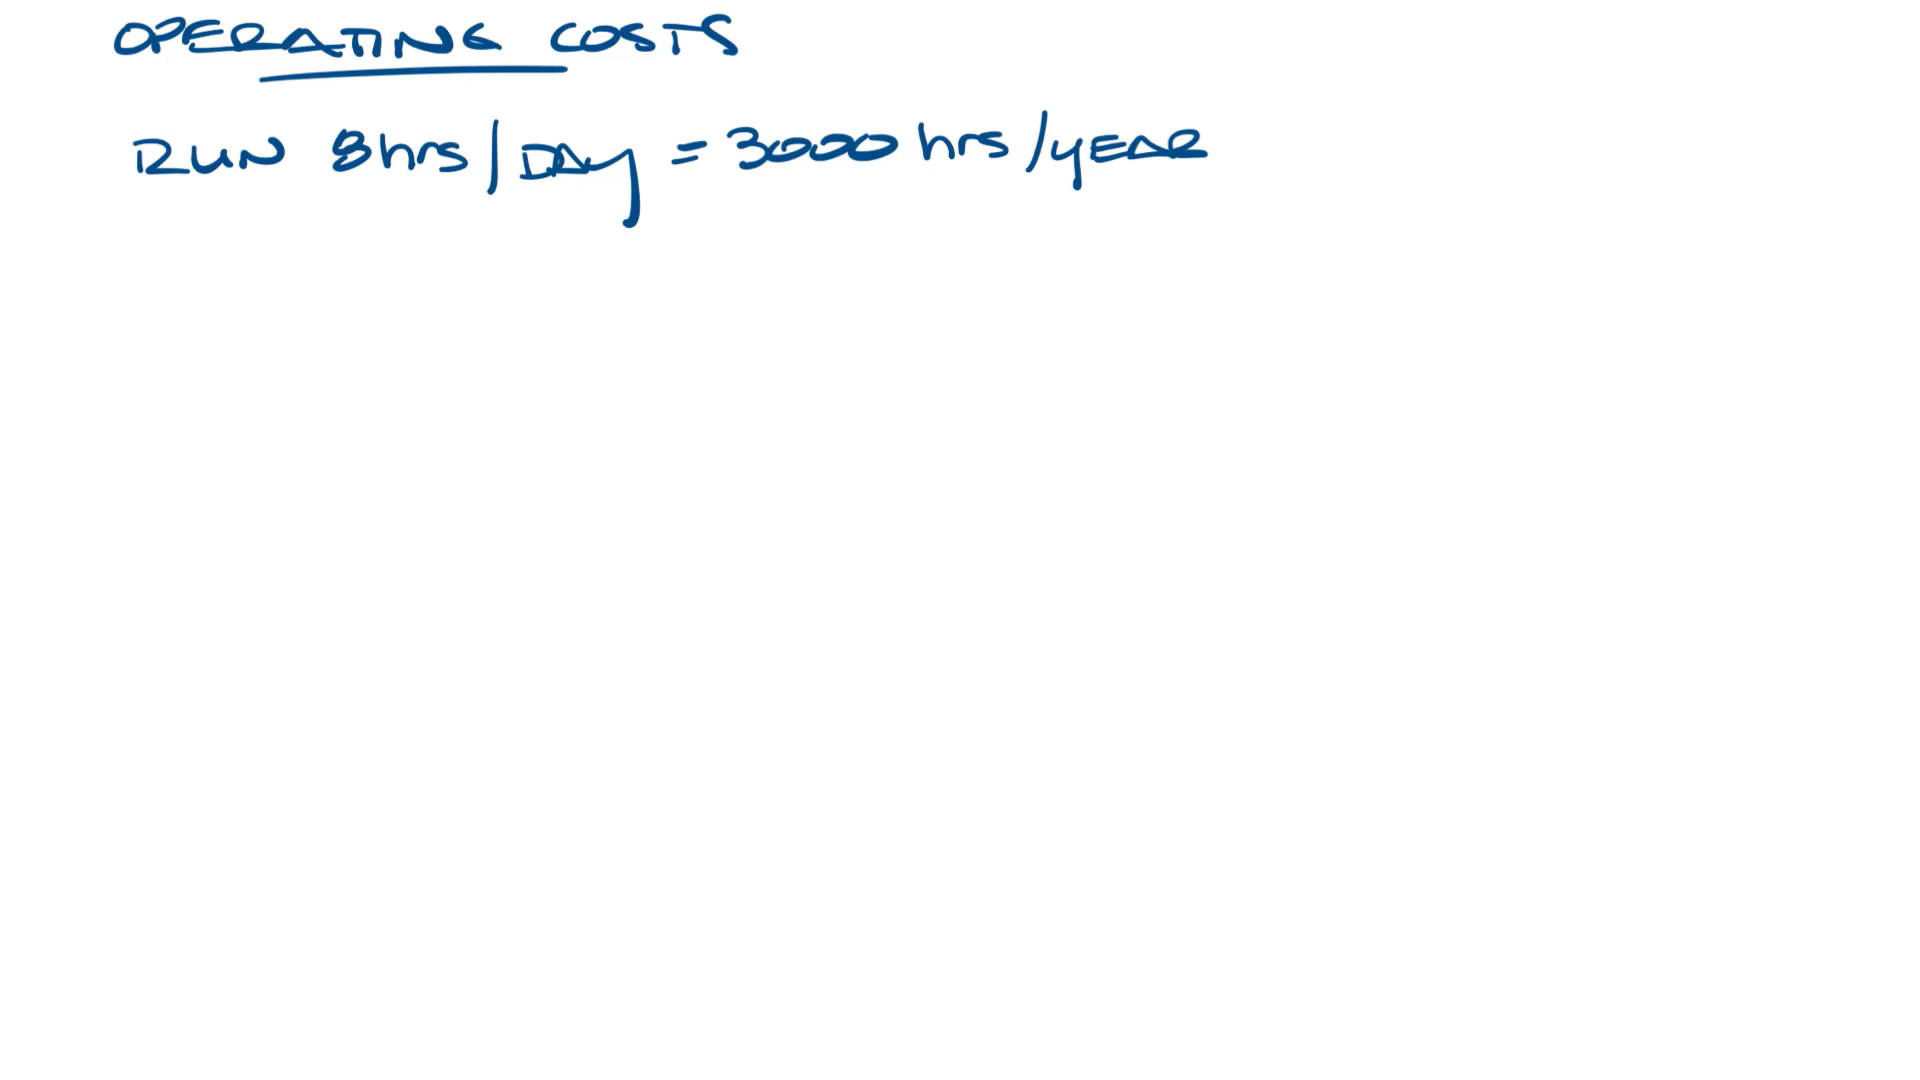 OPERATING COSTS
RUN 8hrs/DAy = 3000 hrs/yEAR